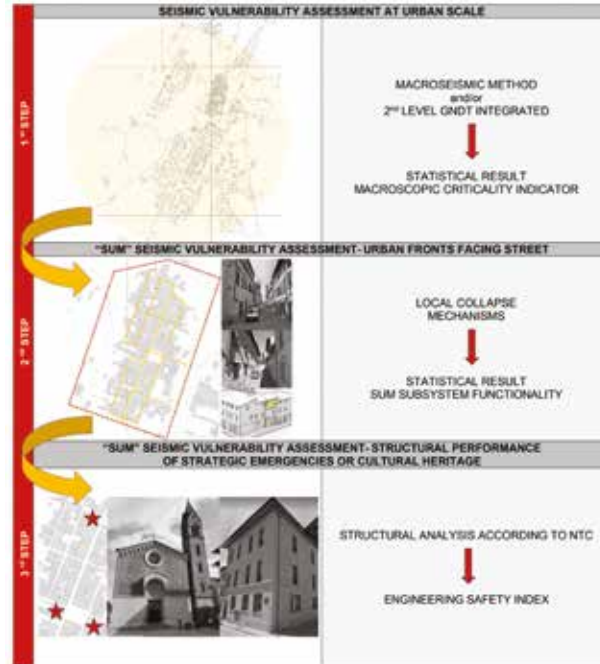 SEISMIC VULNERABILITY ASSESSMENT AT URBAN SCALE
1ST STEP
MACROSEISMIC METHOD
and/or
2nd LEVEL GNDT INTEGRATED
STATISTICAL RESULT
MACROSCOPIC CRITICALITY INDICATOR
"SUM" SEISMIC VULNERABILITY ASSESSMENT- URBAN FRONTS FACING STREET
2ND STEP
LOCAL COLLAPSE
MECHANISMS
STATISTICAL RESULT
SUM SUBSYSTEM FUNCTIONALITY
"SUM" SEISMIC VULNERABILITY ASSESSMENT- STRUCTURAL PERFORMANCE
OF STRATEGIC EMERGENCIES OR CULTURAL HERITAGE
3RD STEP
STRUCTURAL ANALYSIS ACCORDING TO NTC
ENGINEERING SAFETY INDEX